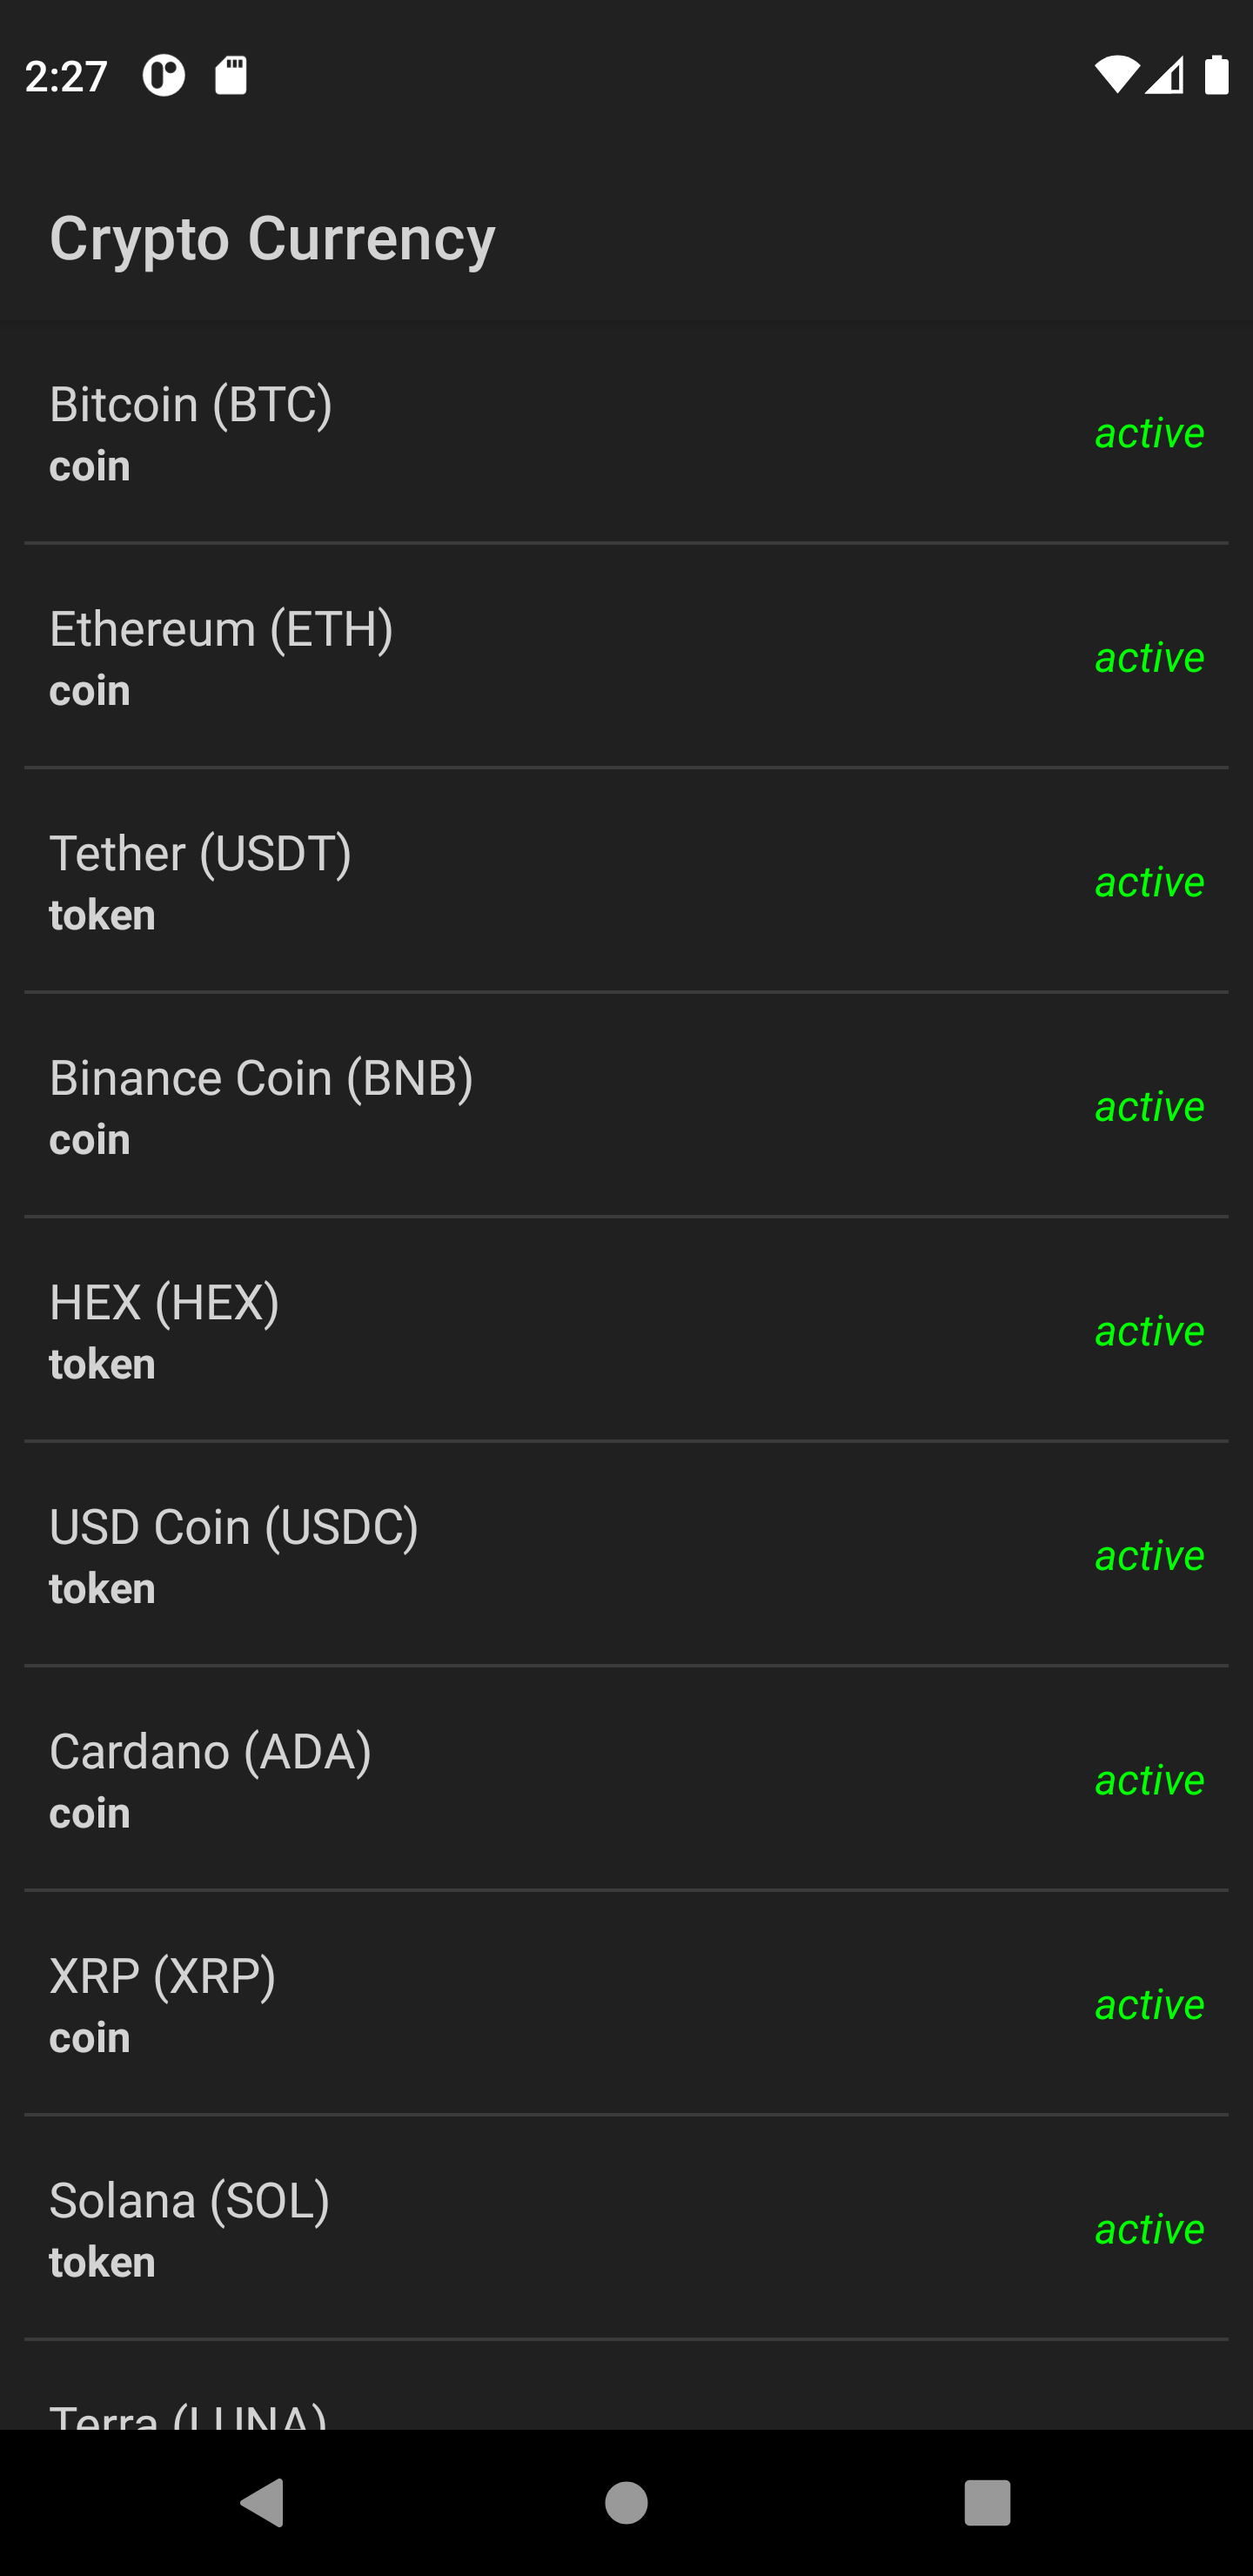 2:27
Crypto Currency
Bitcoin (BTC)
coin
active
Ethereum (ETH)
coin
active
Tether (USDT)
token
active
Binance Coin (BNB)
coin
active
HEX (HEX)
token
active
USD Coin (USDC)
token
active
Cardano (ADA)
coin
active
XRP (XRP)
coin
active
Solana (SOL)
token
active
Terra (LUNA)